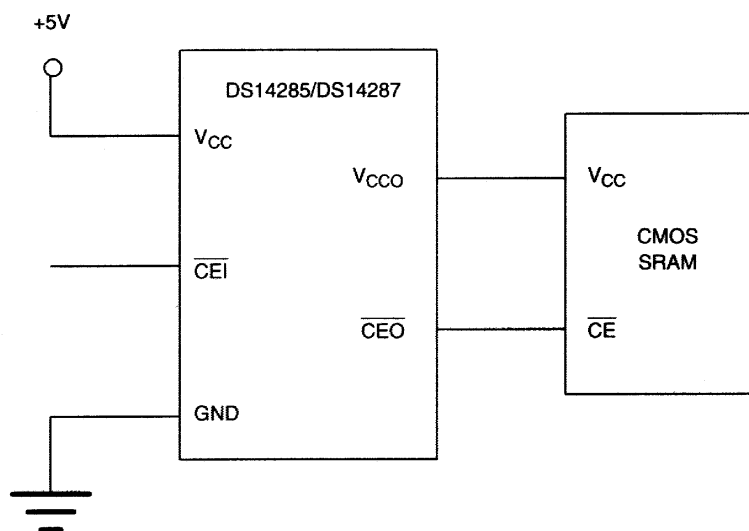 +5V
DS14285/DS14287
VCC
VCCO
VCC
CMOS
SRAM
CEI
CEO
CE
GND